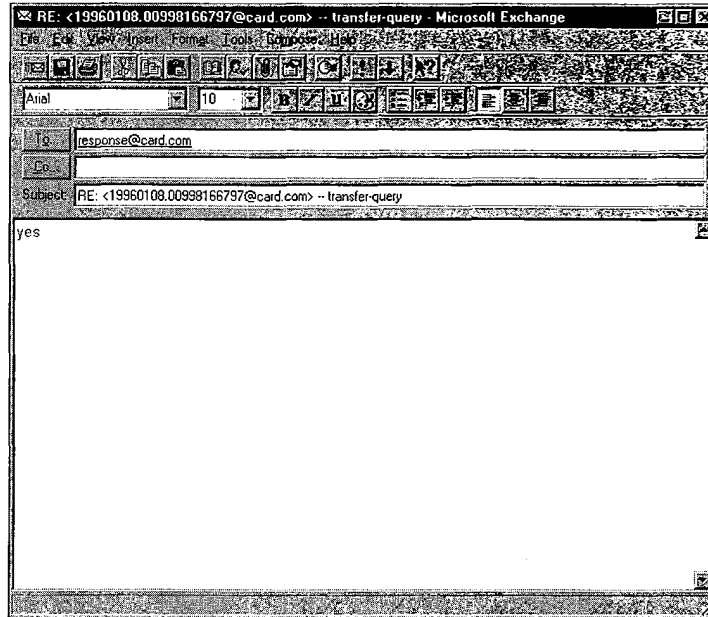 RE: <19960108.00998166797@card.com> -- transfer-query - Microsoft Exchange
File Edit View Insert Format Tools Compose Help
Arial 10 B I U
To response@card.com
Cc...
Subject: RE: <19960108.00998166797@card.com> -- transfer-query
yes